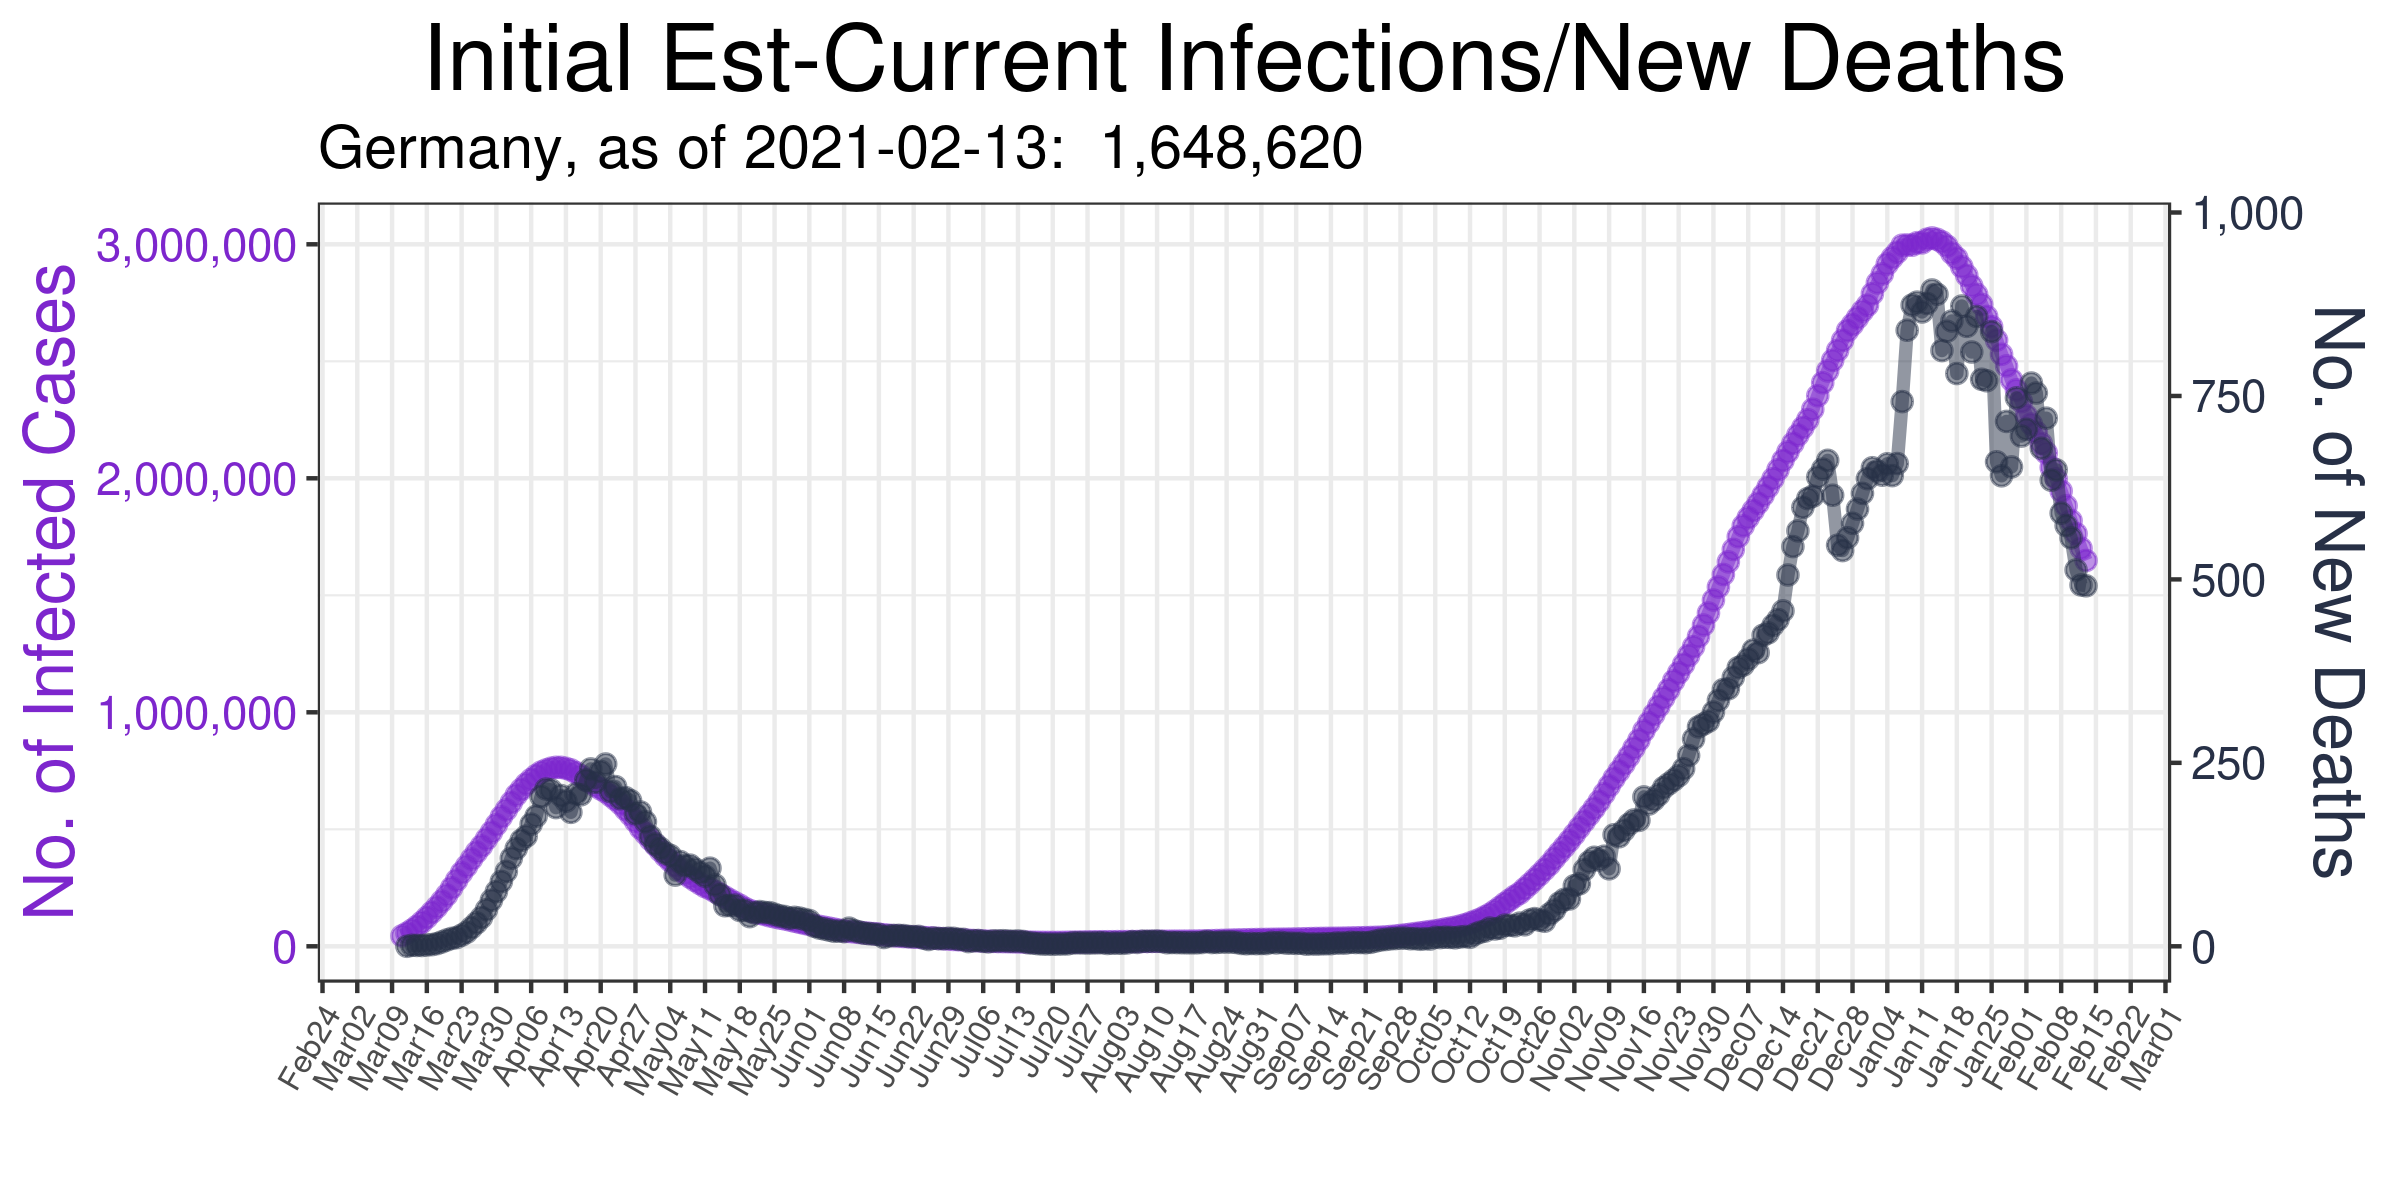 Initial Est-Current Infections/New Deaths
Germany, as of 2021-02-13: 1,648,620
No. of Infected Cases
3,000,000
2,000,000
1,000,000
0
1,000
750
500
250
0
No. of New Deaths
Feb24
Mar02
Mar09
Mar16
Mar23
Mar30
Apr06
Apr13
Apr20
Apr27
May04
May11
May18
May25
Jun01
Jun08
Jun15
Jun22
Jun29
Jul06
Jul13
Jul20
Jul27
Aug03
Aug10
Aug17
Aug24
Aug31
Sep07
Sep14
Sep21
Sep28
Oct05
Oct12
Oct19
Oct26
Nov02
Nov09
Nov16
Nov23
Nov30
Dec07
Dec14
Dec21
Dec28
Jan04
Jan11
Jan18
Jan25
Feb01
Feb08
Feb15
Feb22
Mar01